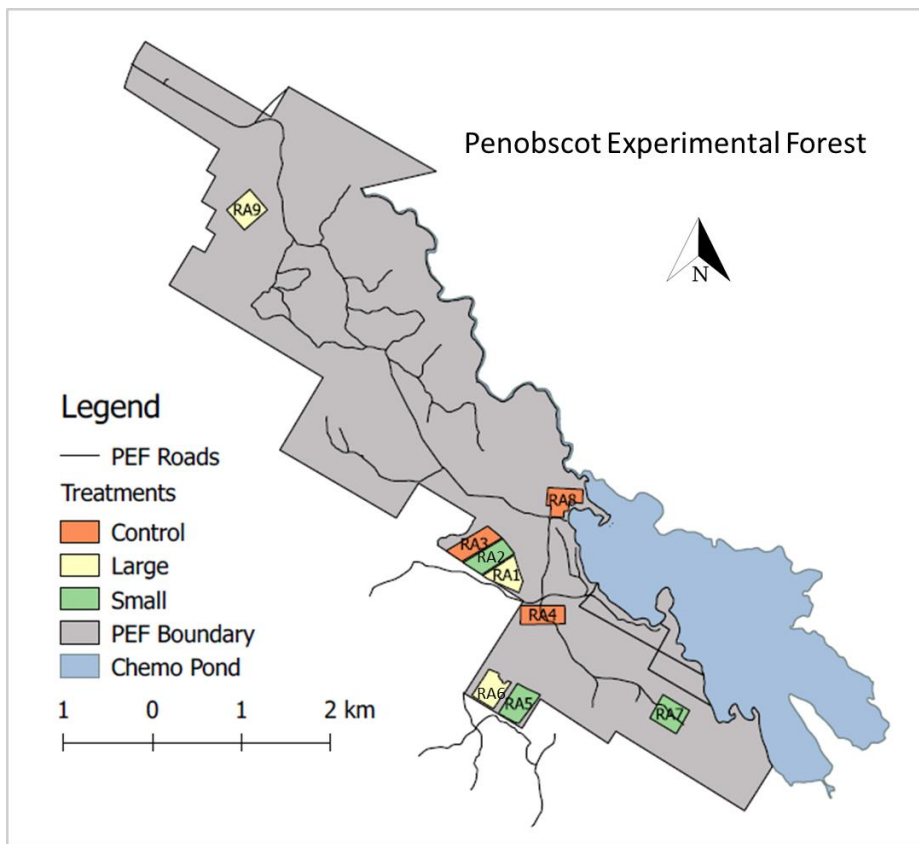 Penobscot Experimental Forest
RA9
N
Legend
PEF Roads
Treatments
Control
Large
Small
PEF Boundary
Chemo Pond
1 0 1 2 km
RA8
RA3
RA2
RA1
RA4
RA6
RA5
RA7